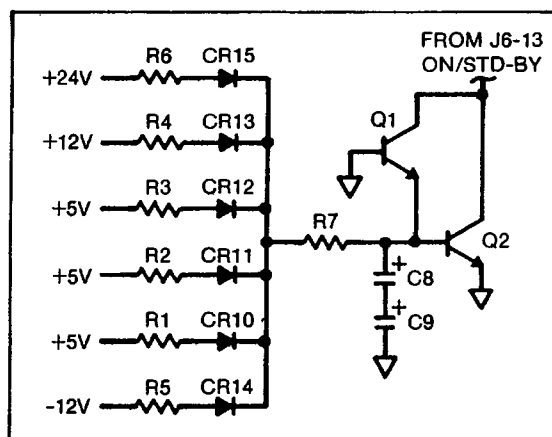 FROM J6-13
ON/STD-BY
R6 CR15
+24V
Q1
R4 CR13
+12V
R3 CR12
+5V
R7
Q2
R2 CR11
+5V
+ C8
R1 CR10
+5V
+ C9
R5 CR14
-12V